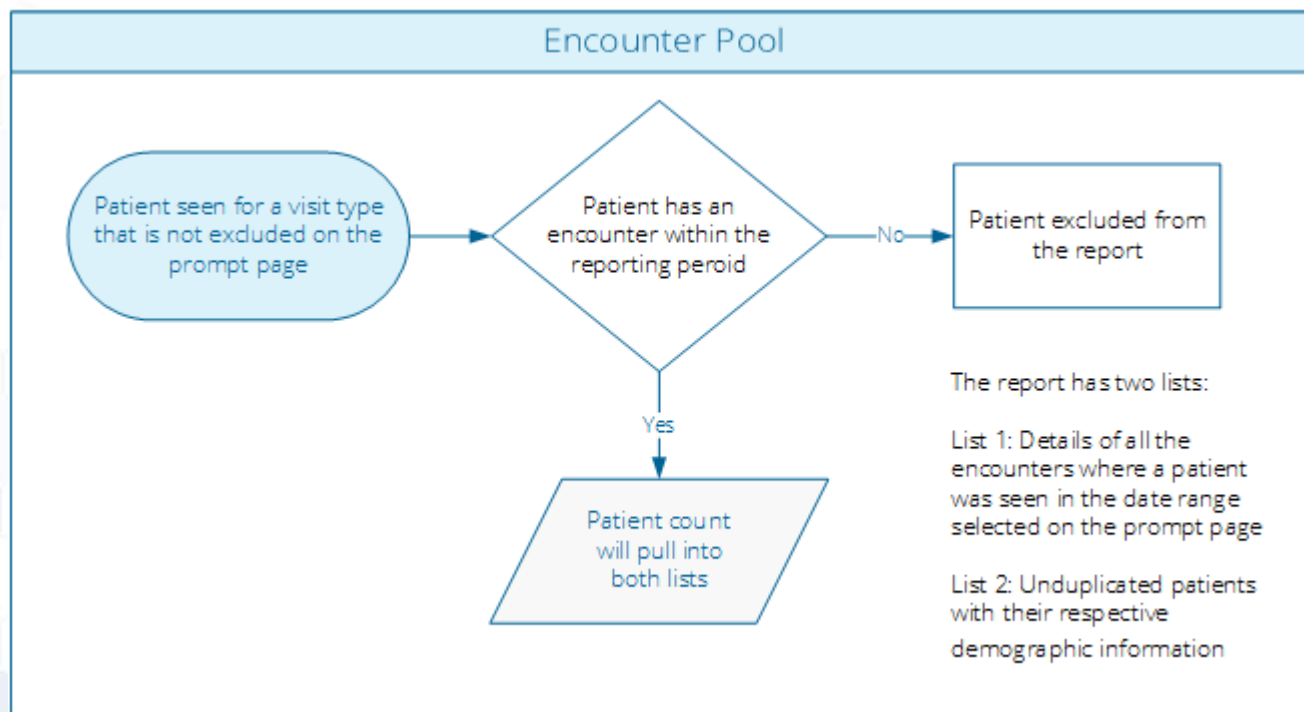 Encounter Pool
Patient seen for a visit type
that is not excluded on the
prompt page
Patient has an
encounter within the
reporting peroid
No
Patient excluded from
the report
Yes
Patient count
will pull into
both lists
The report has two lists:
List 1: Details of all the
encounters where a patient
was seen in the date range
selected on the prompt page
List 2: Unduplicated patients
with their respective
demographic information